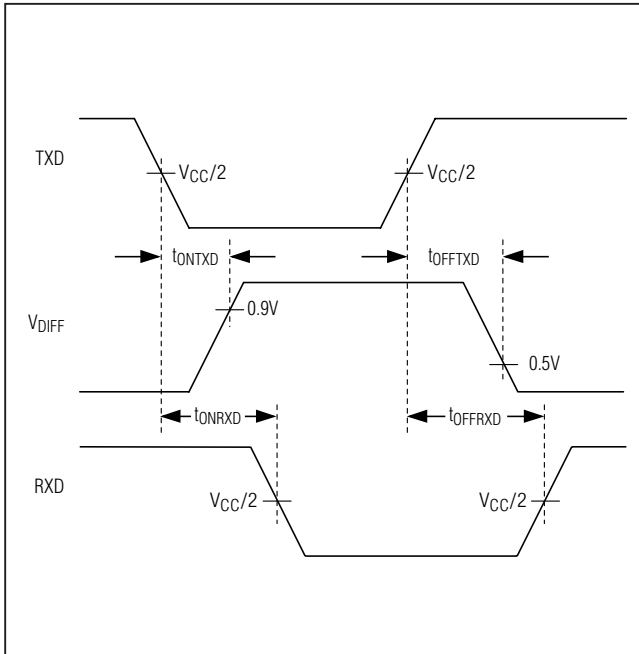 TXD
VCC/2
VCC/2
tONTXD
tOFFTXD
VDIFF
0.9V
0.5V
tONRXD
tOFFRXD
RXD
VCC/2
VCC/2